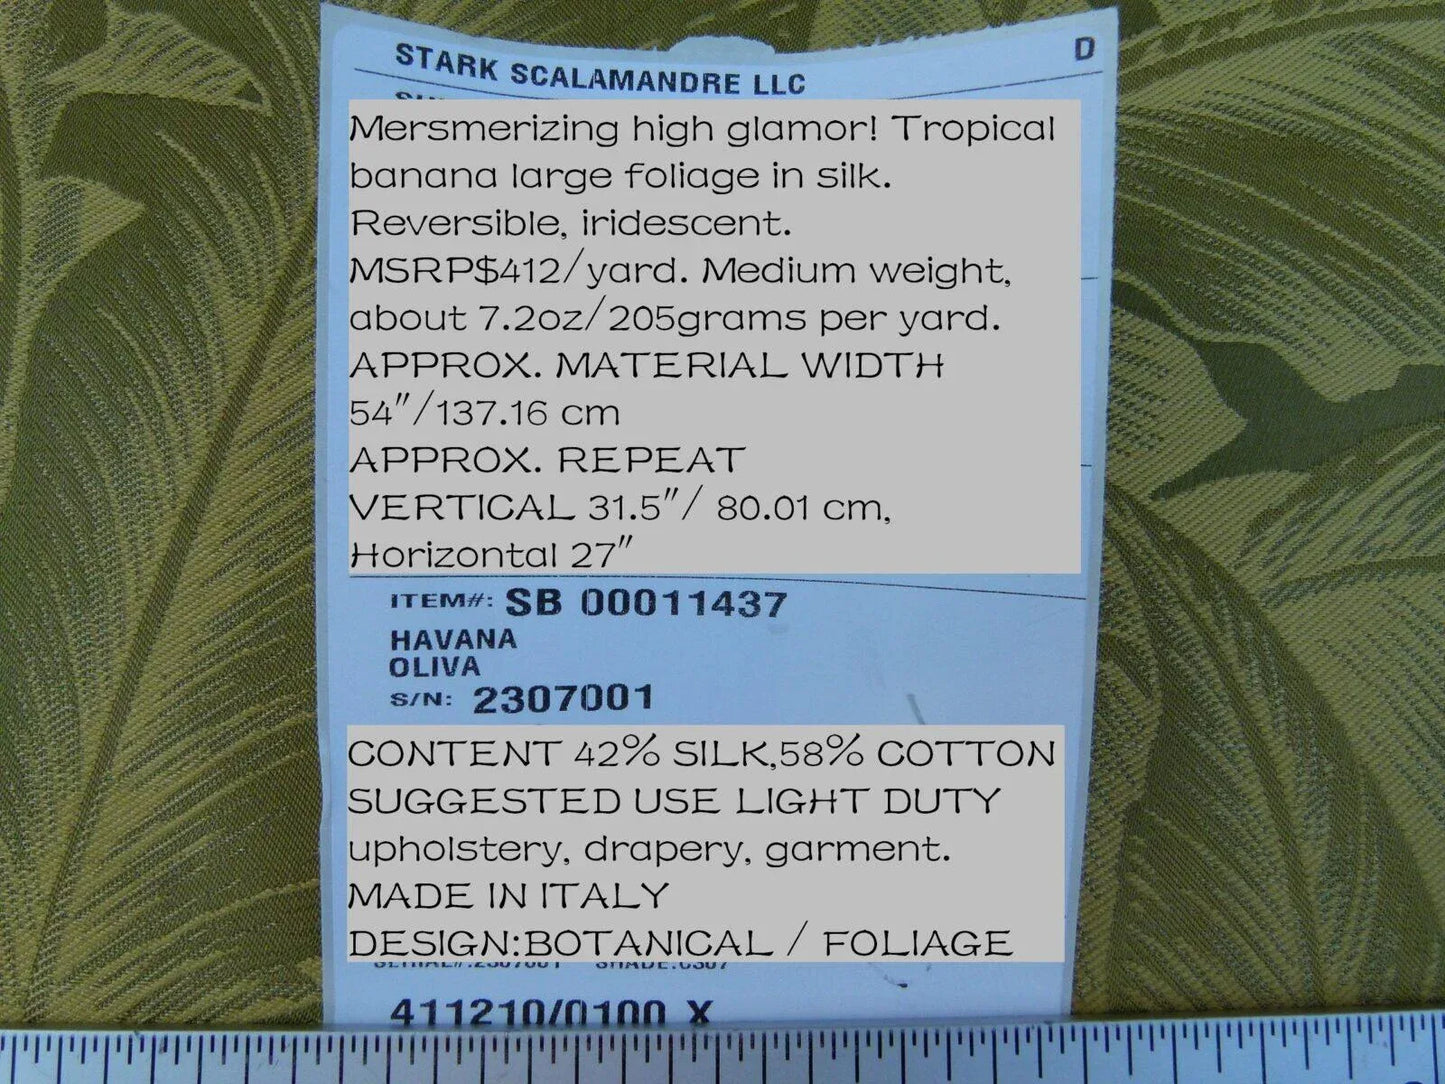 STARK SCALAMANDRE LLC
D
Mersmerizing high glamor! Tropical
banana large foliage in silk.
Reversible, iridescent.
MSRP$412/yard. Medium weight,
about 7.2oz/205grams per yard.
APPROX. MATERIAL WIDTH
54"/137.16 cm
APPROX. REPEAT
VERTICAL 31.5"/ 80.01 cm,
Horizontal 27"
ITEM#: SB 00011437
HAVANA
OLIVA
S/N: 2307001
CONTENT 42% SILK,58% COTTON
SUGGESTED USE LIGHT DUTY
upholstery, drapery, garment.
MADE IN ITALY
DESIGN:BOTANICAL / FOLIAGE
411210/0100 X